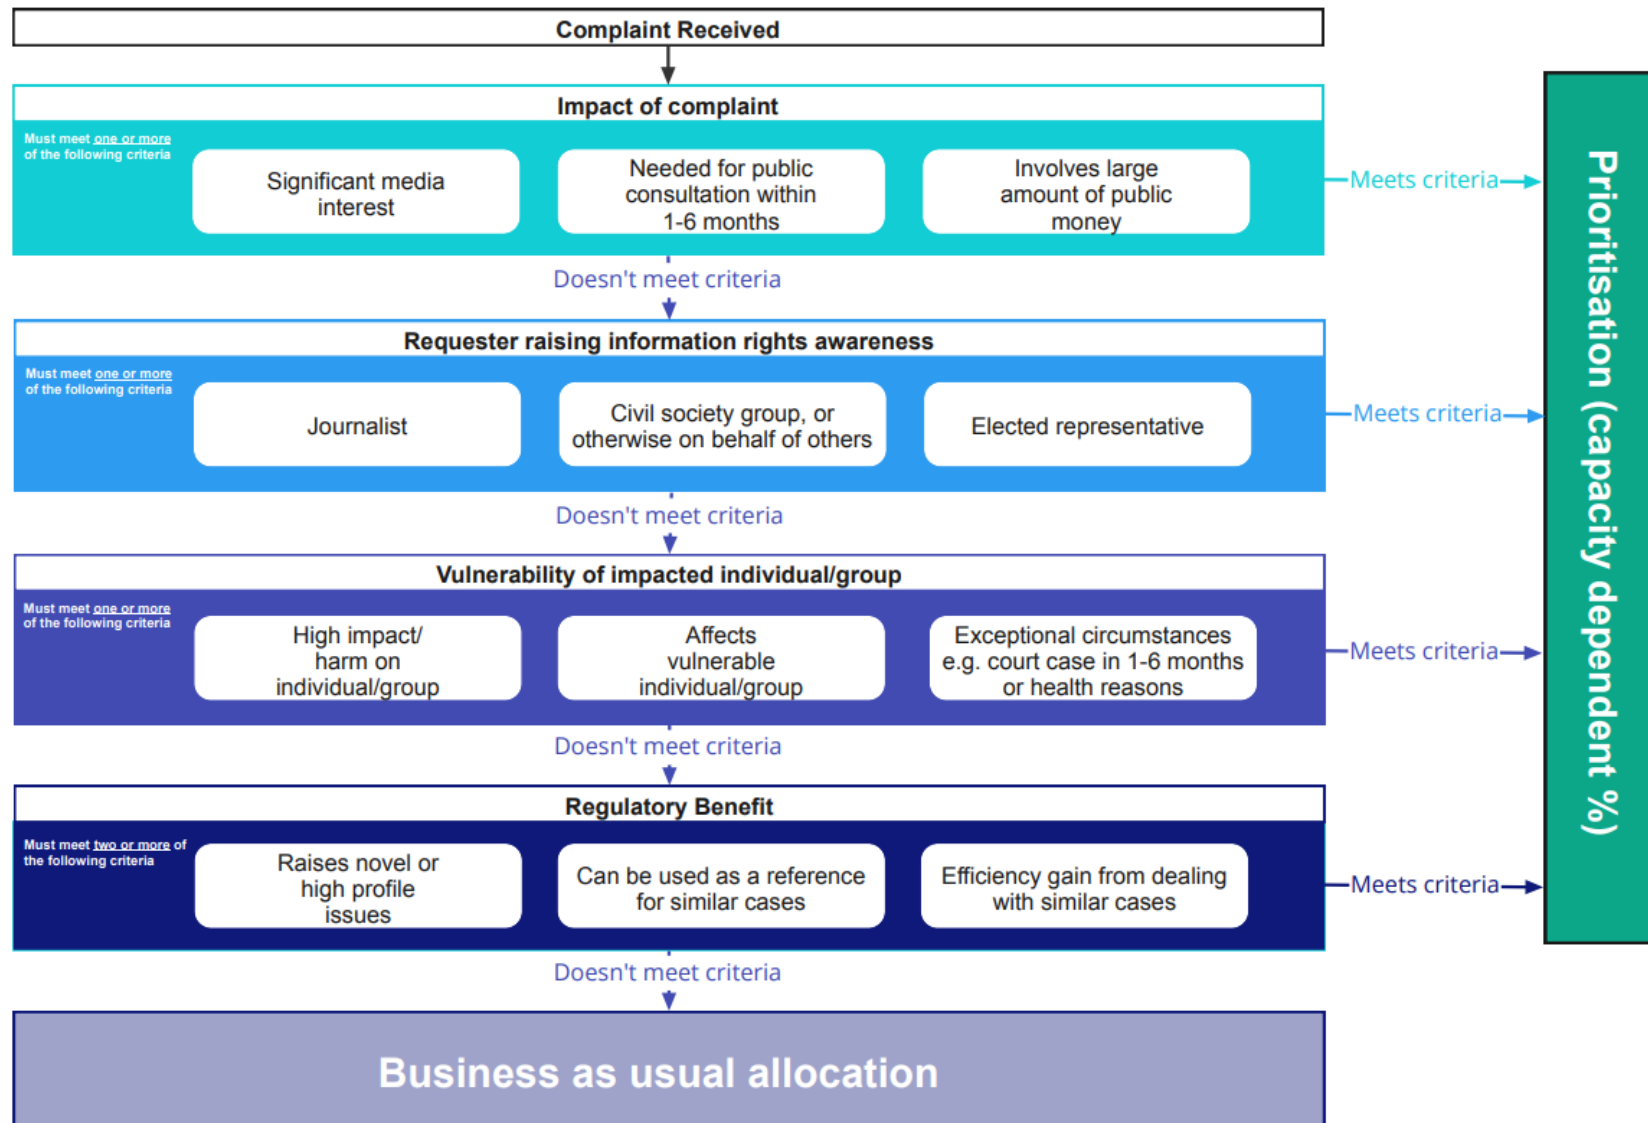 Complaint Received
Impact of complaint
Must meet one or more
of the following criteria
Significant media
interest
Needed for public
consultation within
1-6 months
Involves large
amount of public
money
Meets criteria
Doesn't meet criteria
Requester raising information rights awareness
Must meet one or more
of the following criteria
Journalist
Civil society group, or
otherwise on behalf of others
Elected representative
Meets criteria
Doesn't meet criteria
Vulnerability of impacted individual/group
Must meet one or more
of the following criteria
High impact/
harm on
individual/group
Affects
vulnerable
individual/group
Exceptional circumstances
e.g. court case in 1-6 months
or health reasons
Meets criteria
Doesn't meet criteria
Regulatory Benefit
Must meet two or more of
the following criteria
Raises novel or
high profile
issues
Can be used as a reference
for similar cases
Efficiency gain from dealing
with similar cases
Meets criteria
Doesn't meet criteria
Business as usual allocation
Prioritisation (capacity dependent %)